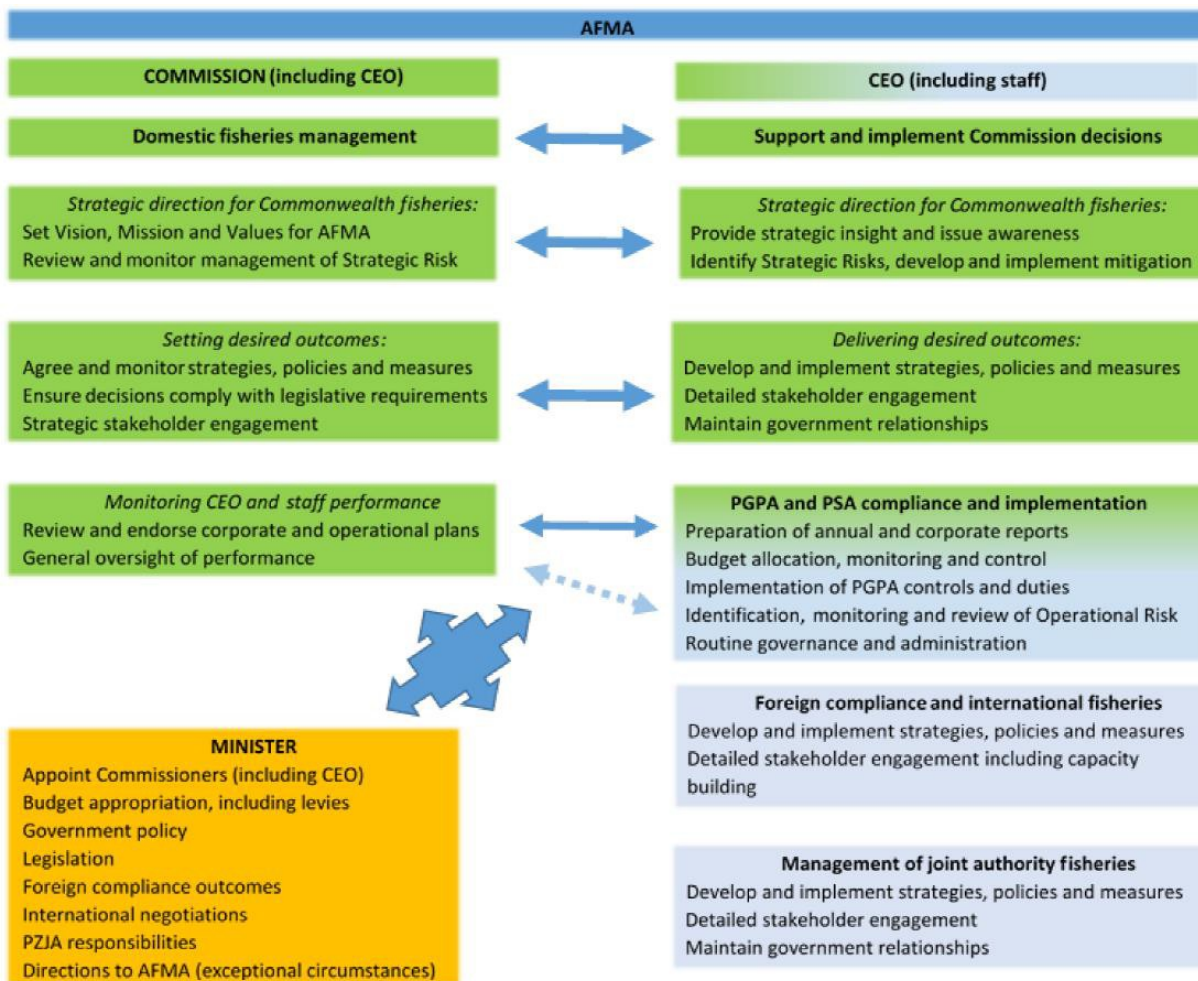 AFMA
COMMISSION (including CEO)
CEO (including staff)
Domestic fisheries management
Support and implement Commission decisions
Strategic direction for Commonwealth fisheries:
Set Vision, Mission and Values for AFMA
Review and monitor management of Strategic Risk
Strategic direction for Commonwealth fisheries:
Provide strategic insight and issue awareness
Identify Strategic Risks, develop and implement mitigation
Setting desired outcomes:
Agree and monitor strategies, policies and measures
Ensure decisions comply with legislative requirements
Strategic stakeholder engagement
Delivering desired outcomes:
Develop and implement strategies, policies and measures
Detailed stakeholder engagement
Maintain government relationships
Monitoring CEO and staff performance
Review and endorse corporate and operational plans
General oversight of performance
PGPA and PSA compliance and implementation
Preparation of annual and corporate reports
Budget allocation, monitoring and control
Implementation of PGPA controls and duties
Identification, monitoring and review of Operational Risk
Routine governance and administration
MINISTER
Appoint Commissioners (including CEO)
Budget appropriation, including levies
Government policy
Legislation
Foreign compliance outcomes
International negotiations
PZJA responsibilities
Directions to AFMA (exceptional circumstances)
Foreign compliance and international fisheries
Develop and implement strategies, policies and measures
Detailed stakeholder engagement including capacity
building
Management of joint authority fisheries
Develop and implement strategies, policies and measures
Detailed stakeholder engagement
Maintain government relationships